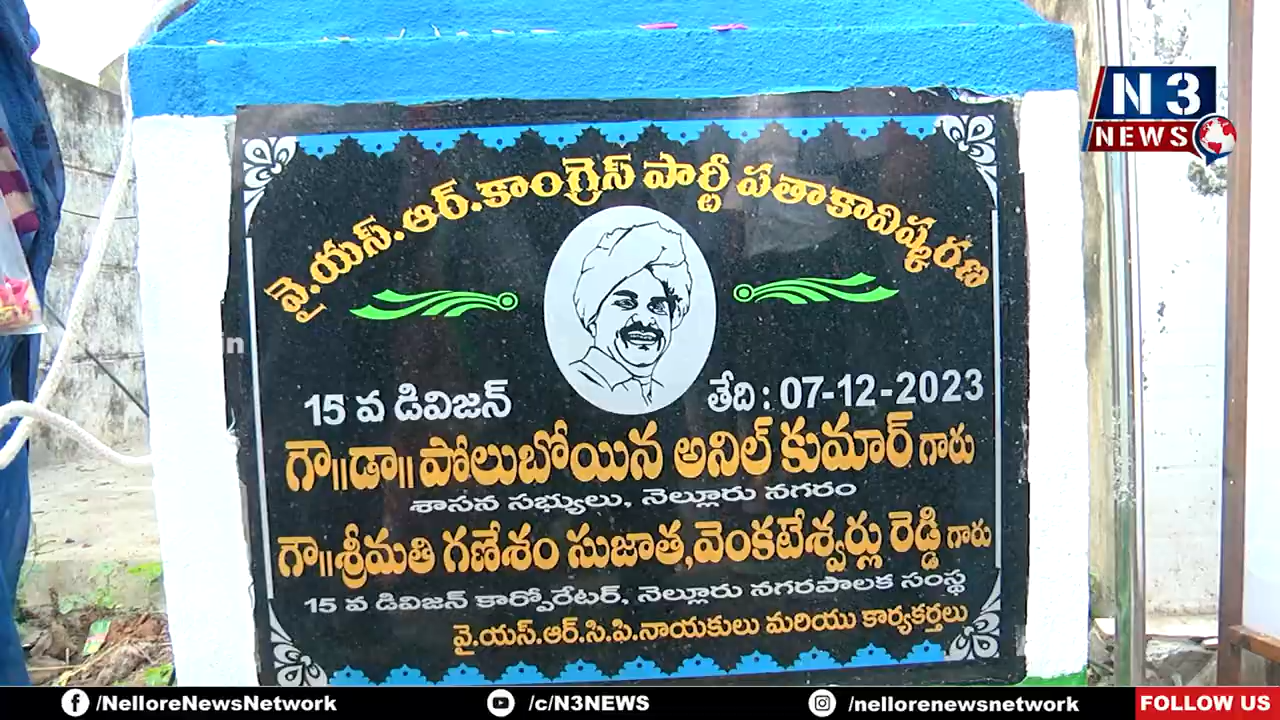 N3
NEWS
వై.యస్.ఆర్.కాంగ్రెస్ పార్టీ పతాకావిష్కరణ
15 వ డివిజన్
తేది : 07-12-2023
గౌ||డా|| పోలుబోయిన అనిల్ కుమార్ గారు
శాసన సభ్యులు, నెల్లూరు నగరం
గౌ||శ్రీమతి గణేశం సుజాత,వెంకటేశ్వర్లు రెడ్డి గారు
15 వ డివిజన్ కార్పోరేటర్, నెల్లూరు నగరపాలక సంస్థ
వై.యస్.ఆర్.సి.పి.నాయకులు మరియు కార్యకర్తలు
/NelloreNewsNetwork
/c/N3NEWS
/nellorenewsnetwork
FOLLOW US